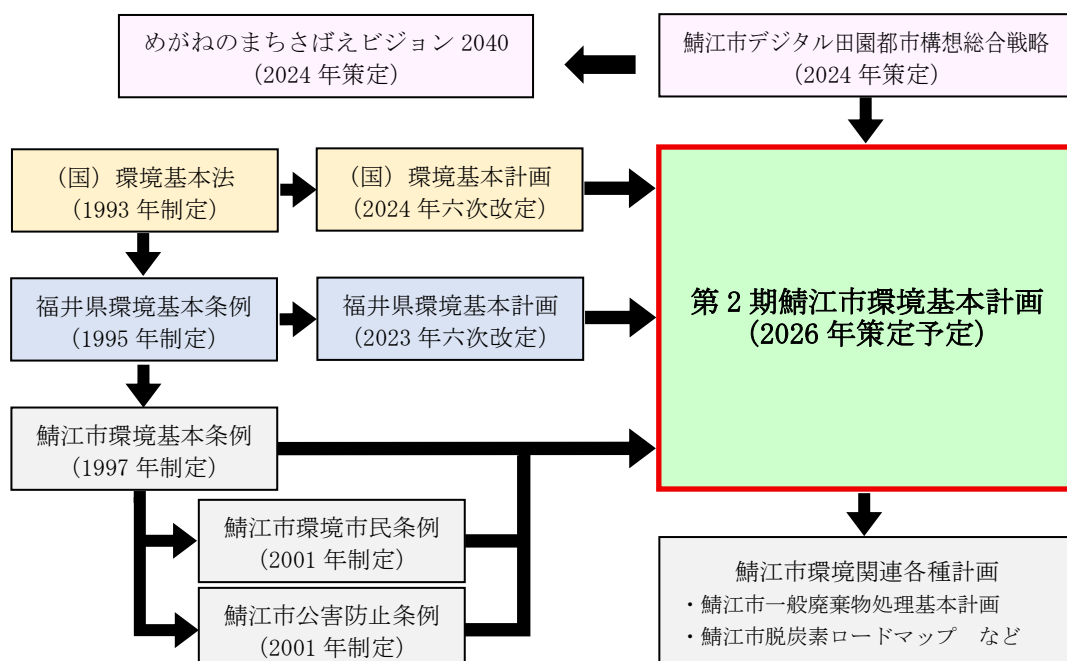 めがねのまちさばえビジョン 2040
(2024 年策定)
鯖江市デジタル田園都市構想総合戦略
(2024 年策定)
(国) 環境基本法
(1993 年制定)
(国) 環境基本計画
(2024 年六次改定)
福井県環境基本条例
(1995 年制定)
福井県環境基本計画
(2023 年六次改定)
第 2 期鯖江市環境基本計画
(2026 年策定予定)
鯖江市環境基本条例
(1997 年制定)
鯖江市環境市民条例
(2001 年制定)
鯖江市公害防止条例
(2001 年制定)
鯖江市環境関連各種計画
・鯖江市一般廃棄物処理基本計画
・鯖江市脱炭素ロードマップ など